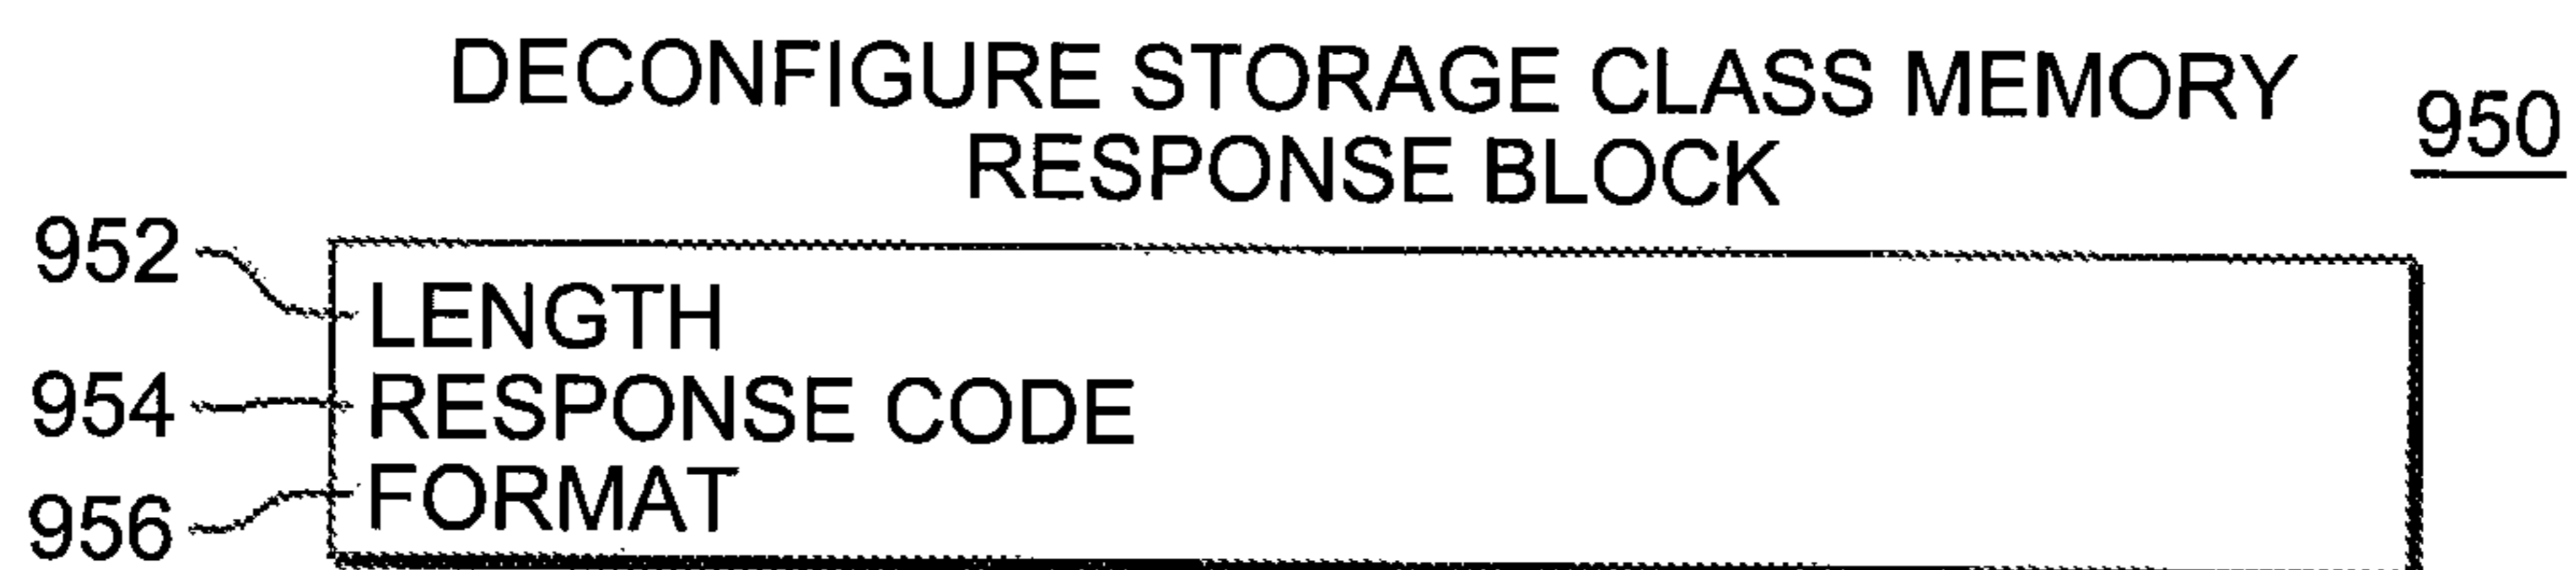 DECONFIGURE STORAGE CLASS MEMORY
RESPONSE BLOCK
950
952 LENGTH
954 RESPONSE CODE
956 FORMAT